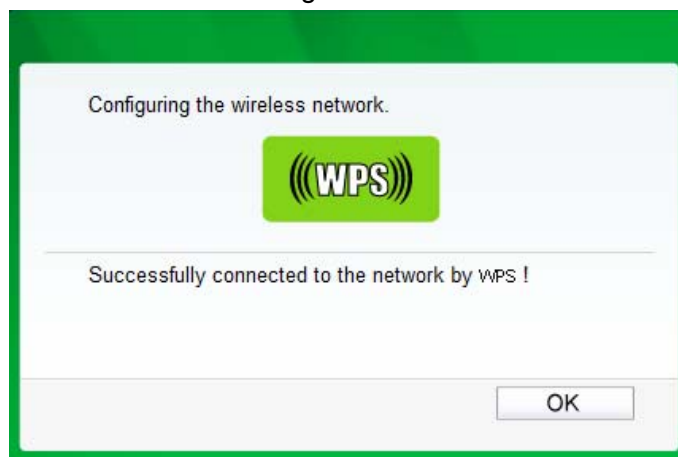 Configuring the wireless network.
(((WPS)))
Successfully connected to the network by WPS !
OK